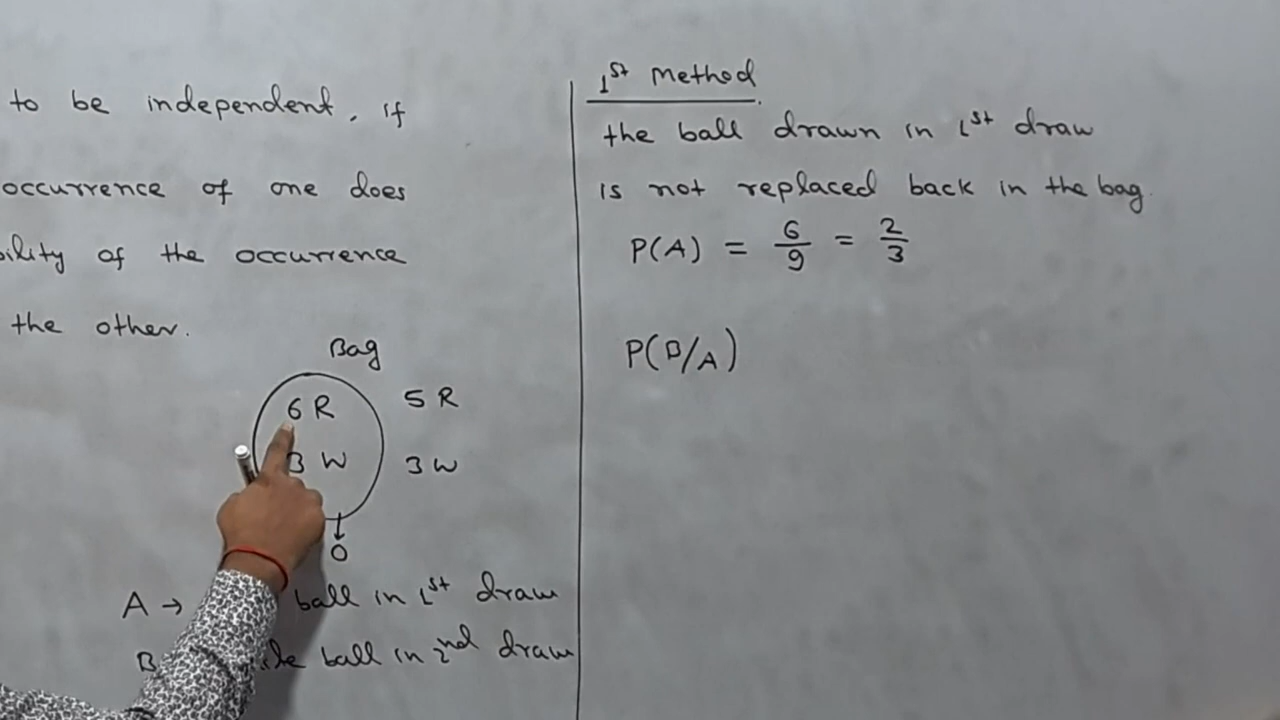 to be independent, if
occurrence of one does
bility of the occurrence
the other.
Bag
6 R
3 W
5 R
3 W
A → ball in 1st draw
B ball in 2nd draw
1st Method
the ball drawn in 1st draw
is not replaced back in the bag.
P(A) = 6/9 = 2/3
P(B/A)